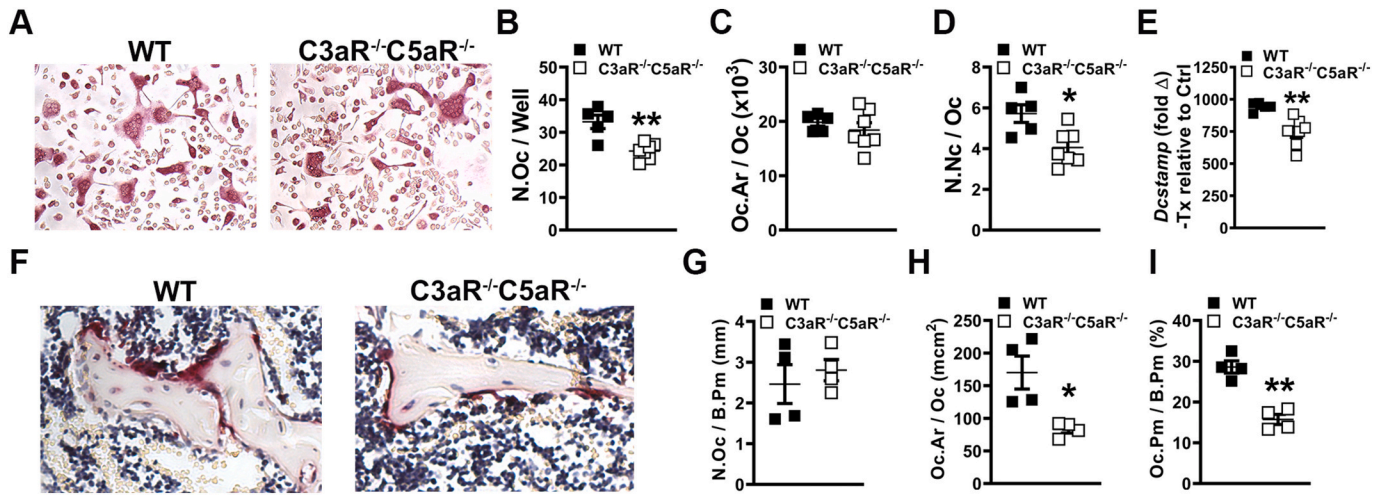 A
WT
C3aR-/-C5aR-/-
B
WT
C3aR-/-C5aR-/-
N.Oc / Well
50
40
30
20
10
0
**
C
WT
C3aR-/-C5aR-/-
Oc.Ar / Oc (x10³)
30
20
10
0
D
WT
C3aR-/-C5aR-/-
N.Nc / Oc
8
6
4
2
0
*
E
WT
C3aR-/-C5aR-/-
Dcstamp (fold Δ)
-Tx relative to Ctrl
1250
1000
750
500
250
0
**
F
WT
C3aR-/-C5aR-/-
G
WT
C3aR-/-C5aR-/-
N.Oc / B.Pm (mm)
4
3
2
1
0
H
WT
C3aR-/-C5aR-/-
Oc.Ar / Oc (mcm²)
250
200
150
100
50
0
*
I
WT
C3aR-/-C5aR-/-
Oc.Pm / B.Pm (%)
40
30
20
10
0
**